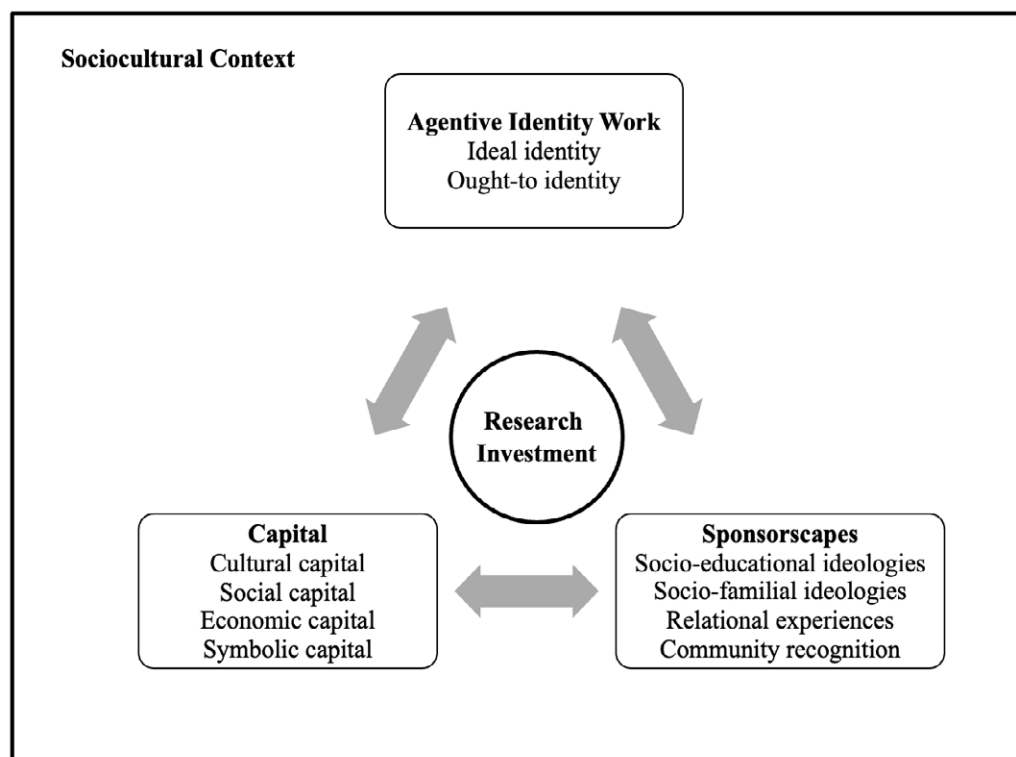 Sociocultural Context
Agentive Identity Work
Ideal identity
Ought-to identity
Research
Investment
Capital
Cultural capital
Social capital
Economic capital
Symbolic capital
Sponsorscapes
Socio-educational ideologies
Socio-familial ideologies
Relational experiences
Community recognition